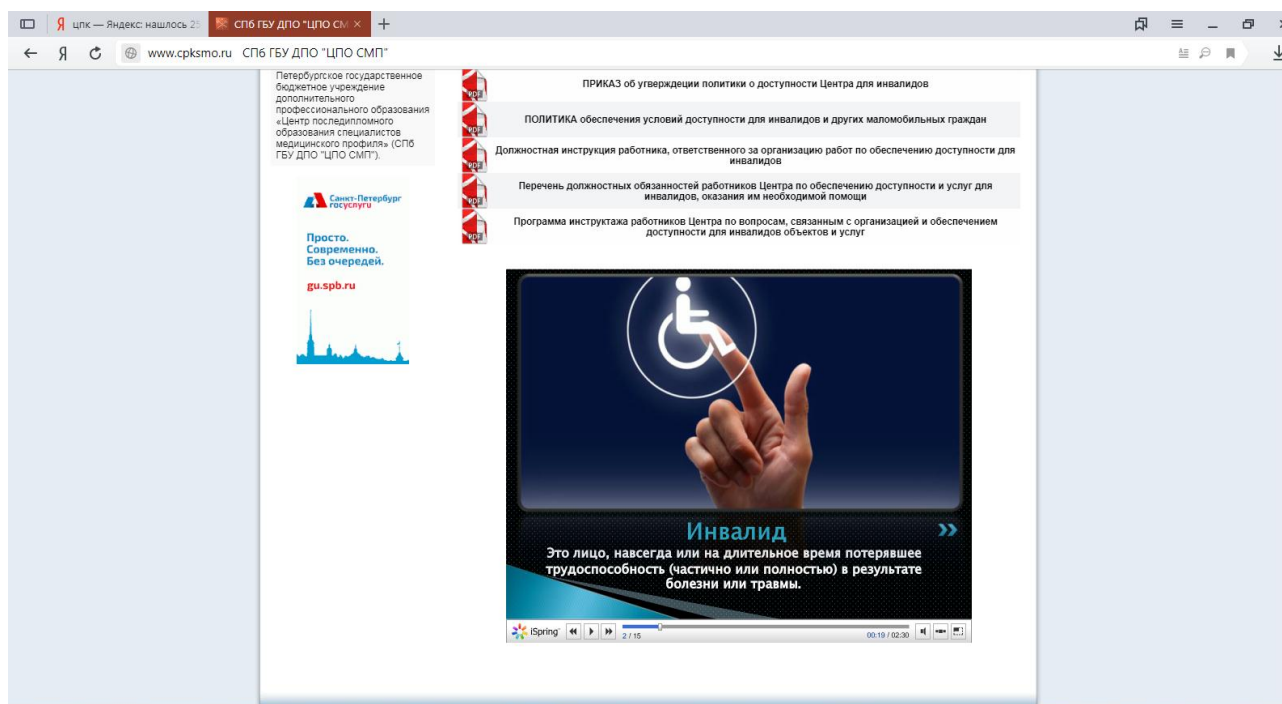 Я цпк — Яндекс: нашлось 25
СПб ГБУ ДПО "ЦПО СМ
www.cpksmo.ru СПб ГБУ ДПО "ЦПО СМП"
Петербургское государственное
бюджетное учреждение
дополнительного
профессионального образования
«Центр последипломного
образования специалистов
медицинского профиля» (СПб
ГБУ ДПО "ЦПО СМП").
Санкт-Петербург
госуслуги
Просто.
Современно.
Без очередей.
gu.spb.ru
PDF
ПРИКАЗ об утверждеции политики о доступности Центра для инвалидов
PDF
ПОЛИТИКА обеспечения условий доступности для инвалидов и других маломобильных граждан
PDF
Должностная инструкция работника, ответственного за организацию работ по обеспечению доступности для
инвалидов
PDF
Перечень должностных обязанностей работников Центра по обеспечению доступности и услуг для
инвалидов, оказания им необходимой помощи
PDF
Программа инструктажа работников Центра по вопросам, связанным с организацией и обеспечением
доступности для инвалидов объектов и услуг
Инвалид
Это лицо, навсегда или на длительное время потерявшее
трудоспособность (частично или полностью) в результате
болезни или травмы.
iSpring 2 / 15 00:19 / 02:30